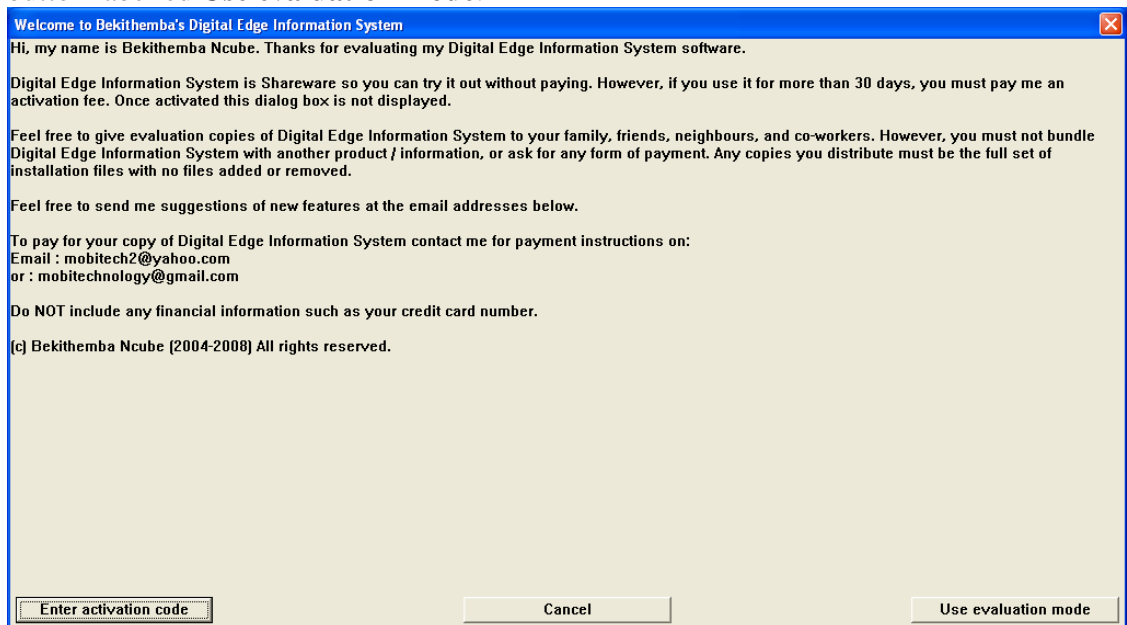 Welcome to Bekithemba's Digital Edge Information System
Hi, my name is Bekithemba Ncube. Thanks for evaluating my Digital Edge Information System software.
Digital Edge Information System is Shareware so you can try it out without paying. However, if you use it for more than 30 days, you must pay me an
activation fee. Once activated this dialog box is not displayed.
Feel free to give evaluation copies of Digital Edge Information System to your family, friends, neighbours, and co-workers. However, you must not bundle
Digital Edge Information System with another product / information, or ask for any form of payment. Any copies you distribute must be the full set of
installation files with no files added or removed.
Feel free to send me suggestions of new features at the email addresses below.
To pay for your copy of Digital Edge Information System contact me for payment instructions on:
Email : mobitech2@yahoo.com
or : mobitechnology@gmail.com
Do NOT include any financial information such as your credit card number.
(c) Bekithemba Ncube (2004-2008) All rights reserved.
Enter activation code
Cancel
Use evaluation mode